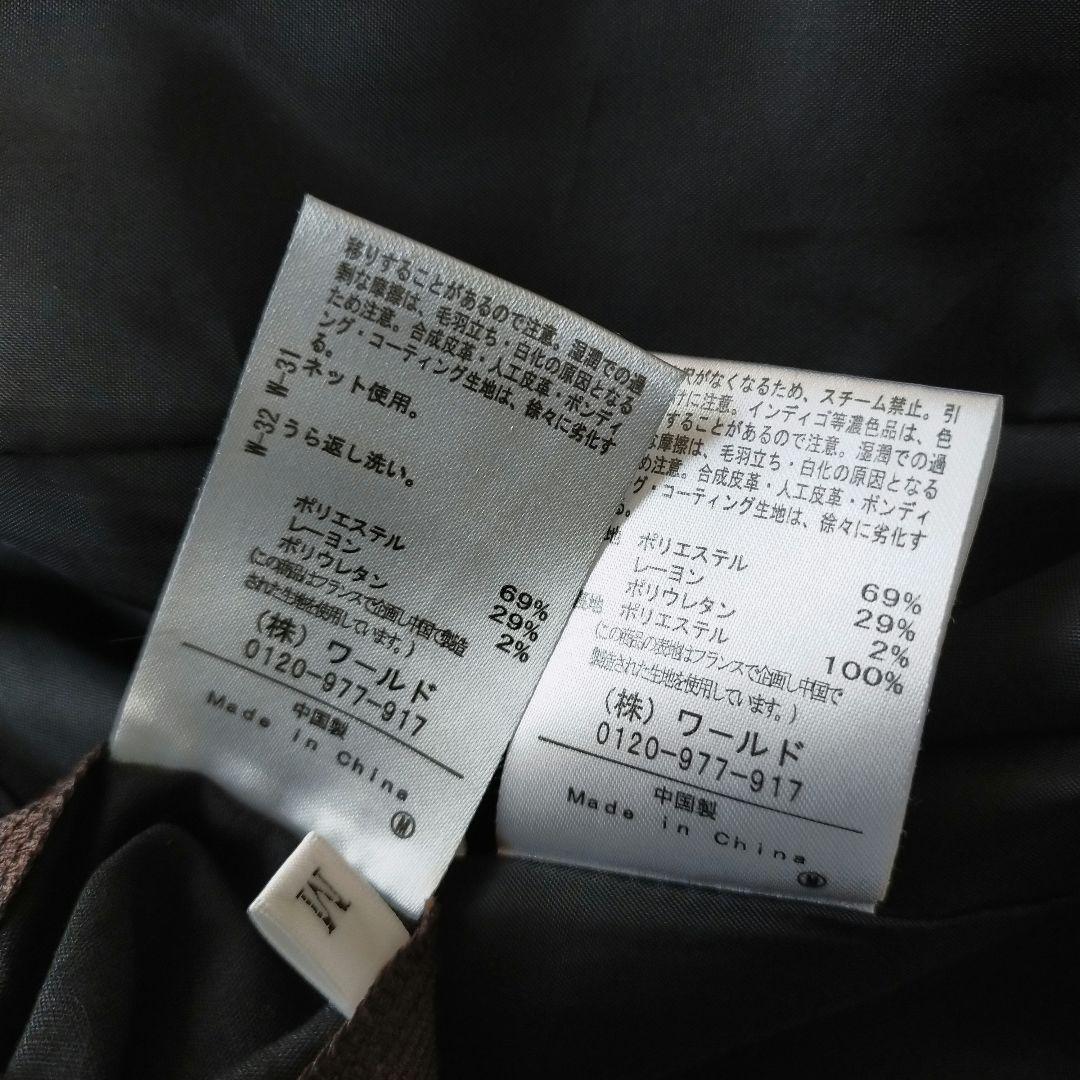 移りすることがあるので注意。湿潤での過
剰な摩擦は、毛羽立ち・白化の原因となる
ため注意。合成皮革・人工皮革・ボンディ
ング・コーティング生地は、徐々に劣化す
る。
W-31
ネット使用。
W-32
うら返し洗い。
ポリエステル 69%
レーヨン 29%
ポリウレタン 2%
(この商品はフランスで企画し中国で製造
された生地を使用しています。)
(株) ワールド
0120-977-917
中国製
Made in China
M
M
がなくなるため、スチーム禁止。引
けに注意。インディゴ等濃色品は、色
することがあるので注意。湿潤での過
な摩擦は、毛羽立ち・白化の原因となる
め注意。合成皮革・人工皮革・ボンディ
グ・コーティング生地は、徐々に劣化す
る。
地 ポリエステル 69%
レーヨン 29%
ポリウレタン 2%
裏地 ポリエステル 100%
(この商品の表地はフランスで企画し中国で
製造された生地を使用しています。)
(株) ワールド
0120-977-917
中国製
Made in China
M